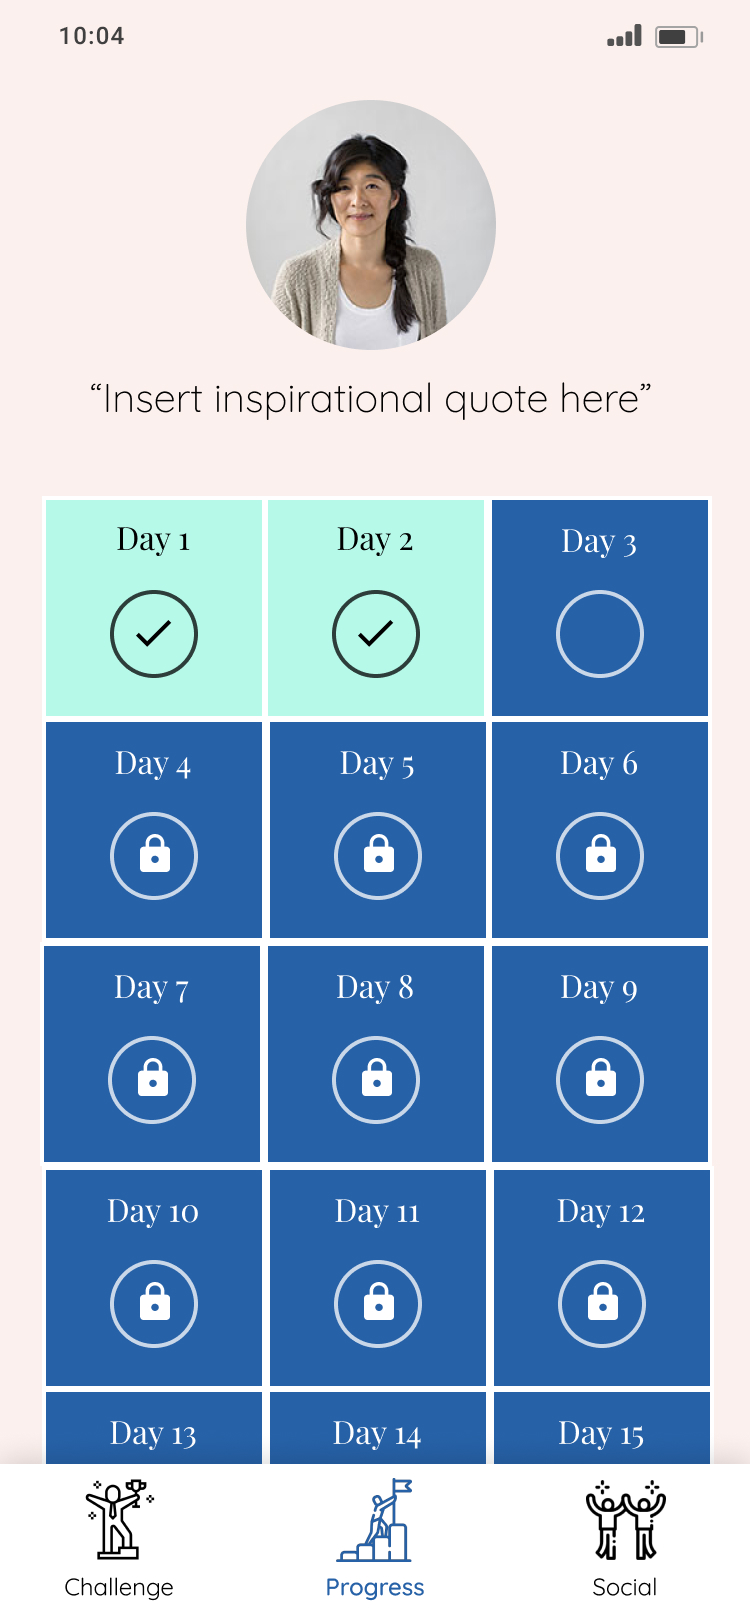 10:04
“Insert inspirational quote here”
Day 1 Day 2 Day 3
Day 4 Day 5 Day 6
Day 7 Day 8 Day 9
Day 10 Day 11 Day 12
Day 13 Day 14 Day 15
Challenge Progress Social